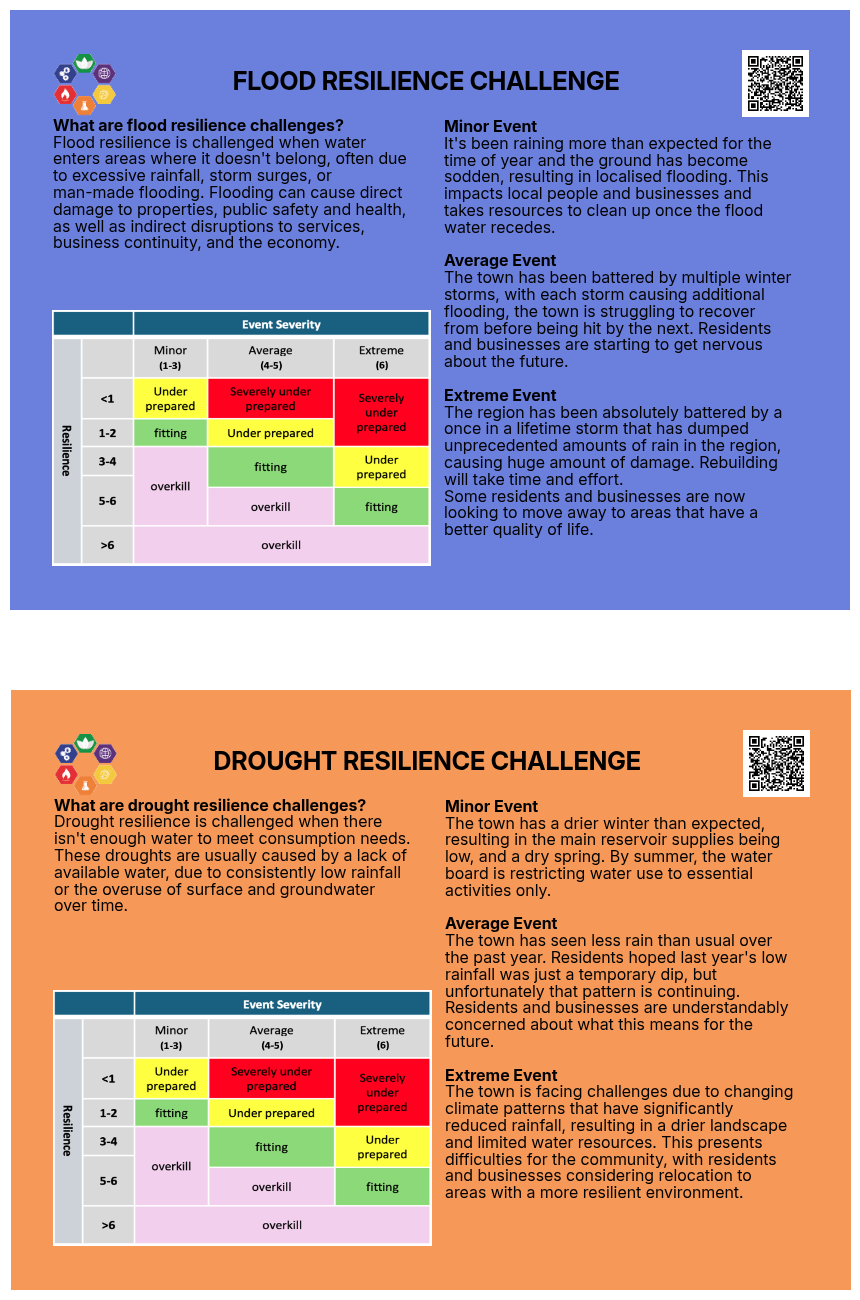 FLOOD RESILIENCE CHALLENGE
What are flood resilience challenges?
Flood resilience is challenged when water
enters areas where it doesn't belong, often due
to excessive rainfall, storm surges, or
man-made flooding. Flooding can cause direct
damage to properties, public safety and health,
as well as indirect disruptions to services,
business continuity, and the economy.
Event Severity
Minor Average Extreme
(1-3) (4-5) (6)
Resilience
<1 Under prepared Severely under prepared Severely under prepared
1-2 fitting Under prepared
3-4 overkill fitting Under prepared
5-6 overkill fitting
>6 overkill
Minor Event
It's been raining more than expected for the
time of year and the ground has become
sodden, resulting in localised flooding. This
impacts local people and businesses and
takes resources to clean up once the flood
water recedes.
Average Event
The town has been battered by multiple winter
storms, with each storm causing additional
flooding, the town is struggling to recover
from before being hit by the next. Residents
and businesses are starting to get nervous
about the future.
Extreme Event
The region has been absolutely battered by a
once in a lifetime storm that has dumped
unprecedented amounts of rain in the region,
causing huge amount of damage. Rebuilding
will take time and effort.
Some residents and businesses are now
looking to move away to areas that have a
better quality of life.
DROUGHT RESILIENCE CHALLENGE
What are drought resilience challenges?
Drought resilience is challenged when there
isn't enough water to meet consumption needs.
These droughts are usually caused by a lack of
available water, due to consistently low rainfall
or the overuse of surface and groundwater
over time.
Event Severity
Minor Average Extreme
(1-3) (4-5) (6)
Resilience
<1 Under prepared Severely under prepared Severely under prepared
1-2 fitting Under prepared
3-4 overkill fitting Under prepared
5-6 overkill fitting
>6 overkill
Minor Event
The town has a drier winter than expected,
resulting in the main reservoir supplies being
low, and a dry spring. By summer, the water
board is restricting water use to essential
activities only.
Average Event
The town has seen less rain than usual over
the past year. Residents hoped last year's low
rainfall was just a temporary dip, but
unfortunately that pattern is continuing.
Residents and businesses are understandably
concerned about what this means for the
future.
Extreme Event
The town is facing challenges due to changing
climate patterns that have significantly
reduced rainfall, resulting in a drier landscape
and limited water resources. This presents
difficulties for the community, with residents
and businesses considering relocation to
areas with a more resilient environment.